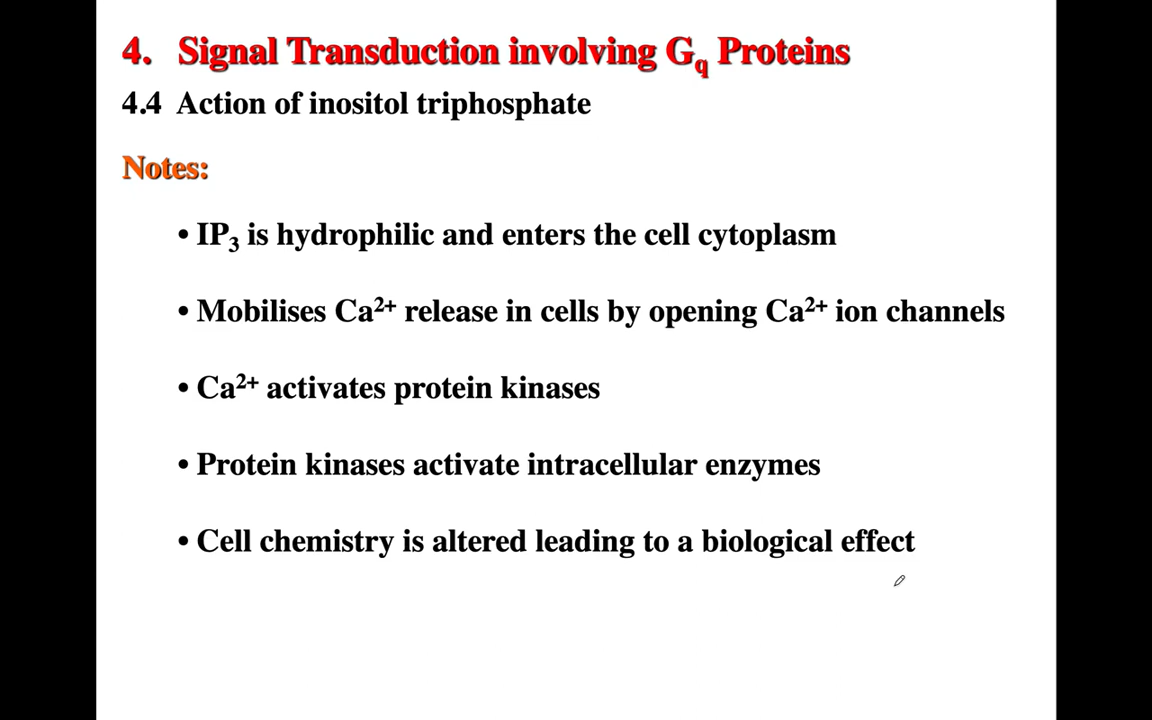 4. Signal Transduction involving Gq Proteins
4.4 Action of inositol triphosphate
Notes:
• IP₃ is hydrophilic and enters the cell cytoplasm
• Mobilises Ca²⁺ release in cells by opening Ca²⁺ ion channels
• Ca²⁺ activates protein kinases
• Protein kinases activate intracellular enzymes
• Cell chemistry is altered leading to a biological effect